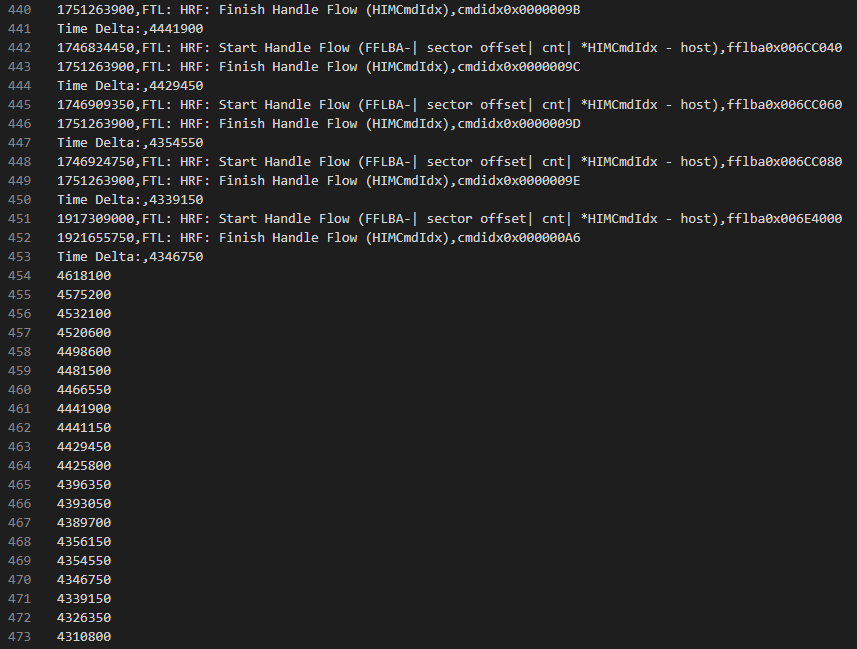 440 1751263900,FTL: HRF: Finish Handle Flow (HIMCmdIdx),cmdidx0x0000009B
441 Time Delta:,4441900
442 1746834450,FTL: HRF: Start Handle Flow (FFLBA-| sector offset| cnt| *HIMCmdIdx - host),fflba0x006CC040
443 1751263900,FTL: HRF: Finish Handle Flow (HIMCmdIdx),cmdidx0x0000009C
444 Time Delta:,4429450
445 1746909350,FTL: HRF: Start Handle Flow (FFLBA-| sector offset| cnt| *HIMCmdIdx - host),fflba0x006CC060
446 1751263900,FTL: HRF: Finish Handle Flow (HIMCmdIdx),cmdidx0x0000009D
447 Time Delta:,4354550
448 1746924750,FTL: HRF: Start Handle Flow (FFLBA-| sector offset| cnt| *HIMCmdIdx - host),fflba0x006CC080
449 1751263900,FTL: HRF: Finish Handle Flow (HIMCmdIdx),cmdidx0x0000009E
450 Time Delta:,4339150
451 1917309000,FTL: HRF: Start Handle Flow (FFLBA-| sector offset| cnt| *HIMCmdIdx - host),fflba0x006E4000
452 1921655750,FTL: HRF: Finish Handle Flow (HIMCmdIdx),cmdidx0x000000A6
453 Time Delta:,4346750
454 4618100
455 4575200
456 4532100
457 4520600
458 4498600
459 4481500
460 4466550
461 4441900
462 4441150
463 4429450
464 4425800
465 4396350
466 4393050
467 4389700
468 4356150
469 4354550
470 4346750
471 4339150
472 4326350
473 4310800